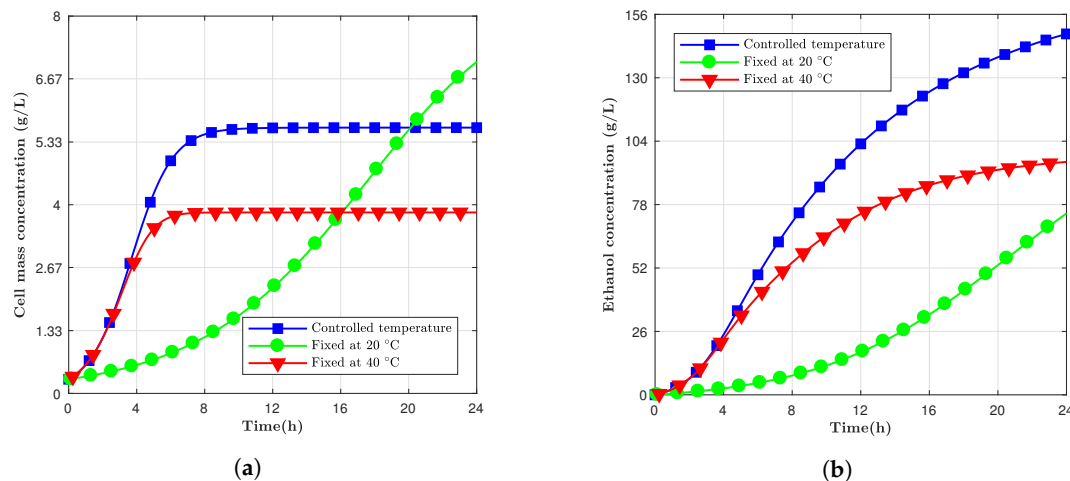 8
6.67
5.33
4
2.67
1.33
0
Cell mass concentration (g/L)
Controlled temperature
Fixed at 20 °C
Fixed at 40 °C
0 4 8 12 16 20 24
Time(h)
(a)
156
130
104
78
52
26
0
Ethanol concentration (g/L)
Controlled temperature
Fixed at 20 °C
Fixed at 40 °C
0 4 8 12 16 20 24
Time(h)
(b)